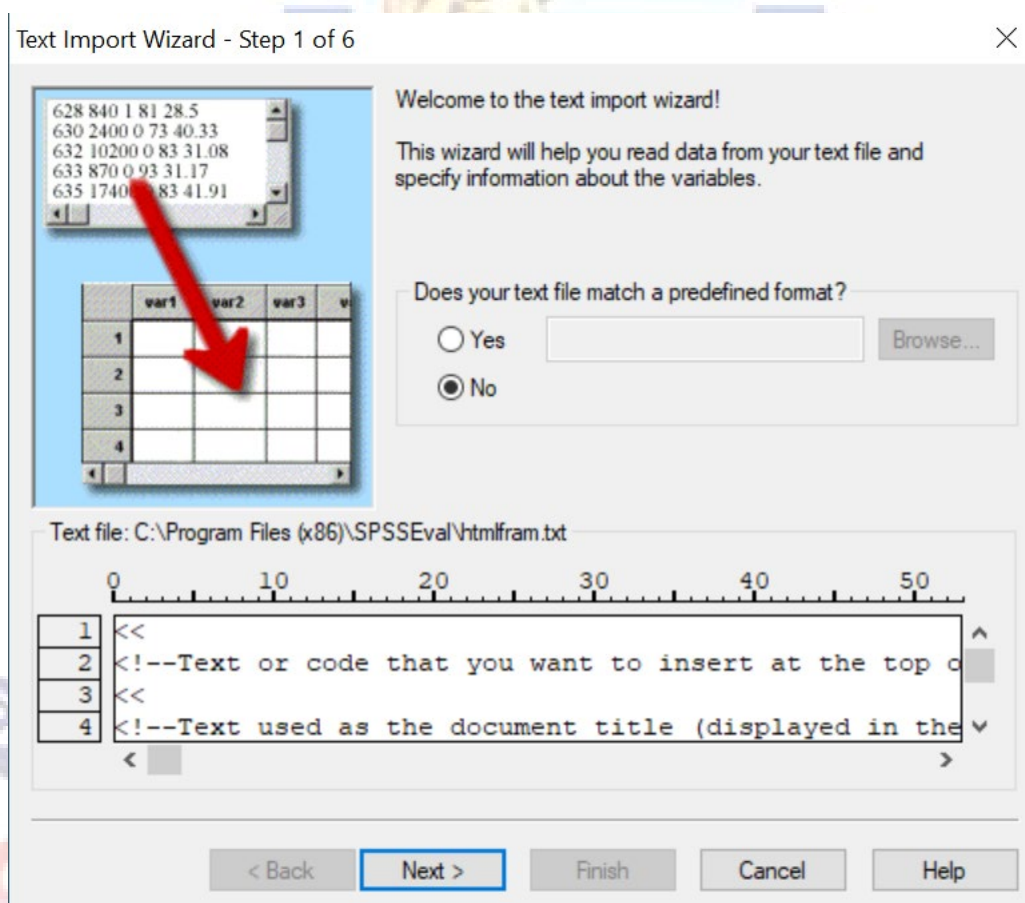 Text Import Wizard - Step 1 of 6
628 840 1 81 28.5
630 2400 0 73 40.33
632 10200 0 83 31.08
633 870 0 93 31.17
635 1740 83 41.91
var1 var2 var3 v
1
2
3
4
Welcome to the text import wizard!
This wizard will help you read data from your text file and
specify information about the variables.
Does your text file match a predefined format?
Yes
Browse...
No
Text file: C:\Program Files (x86)\SPSSEval\htmlfram.txt
0 10 20 30 40 50
1 <<
2 <!--Text or code that you want to insert at the top o
3 <<
4 <!--Text used as the document title (displayed in the
< Back Next > Finish Cancel Help